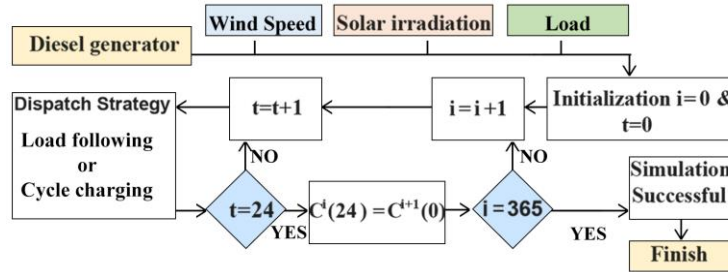 Wind Speed
Solar irradiation
Load
Diesel generator
Initialization i=0 &
t=0
i=i+1
t=t+1
Dispatch Strategy
Load following
or
Cycle charging
NO
t=24
YES
Cⁱ(24) =Cⁱ⁺¹(0)
NO
i=365
YES
Simulation
Successful
Finish